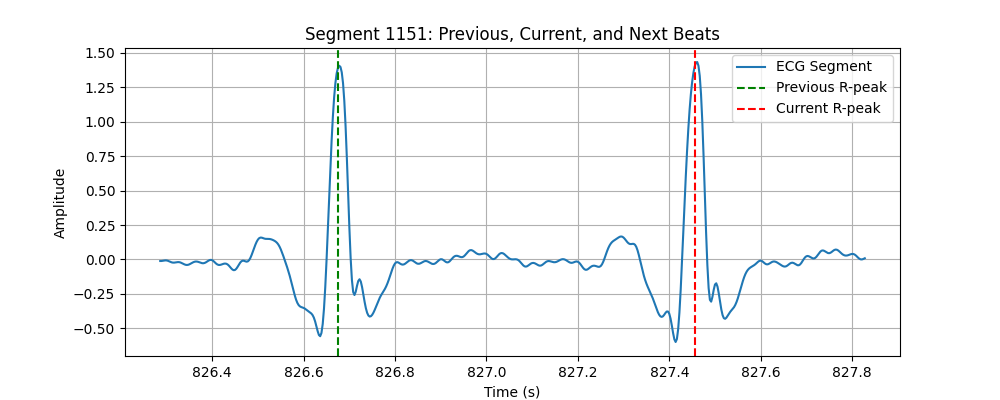 Segment 1151: Previous, Current, and Next Beats
1.50
1.25
1.00
0.75
0.50
0.25
0.00
−0.25
−0.50
Amplitude
ECG Segment
Previous R-peak
Current R-peak
826.4 826.6 826.8 827.0 827.2 827.4 827.6 827.8
Time (s)